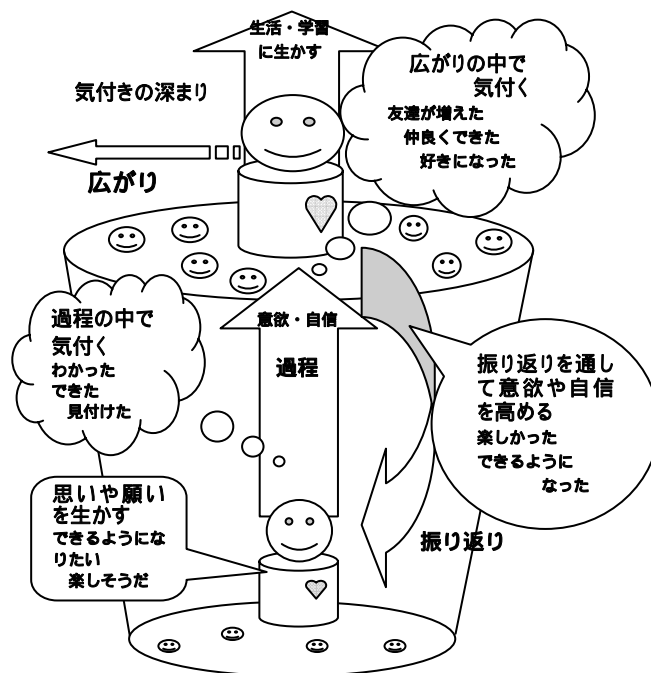 生活・学習
に生かす
気付きの深まり
広がり
広がりの中で
気付く
友達が増えた
仲良くできた
好きになった
過程の中で
気付く
わかった
できた
見付けた
意欲・自信
過程
振り返りを通し
て意欲や自信
を高める
楽しかった
できるように
なった
思いや願い
を生かす
できるようにな
りたい
楽しそうだ
振り返り